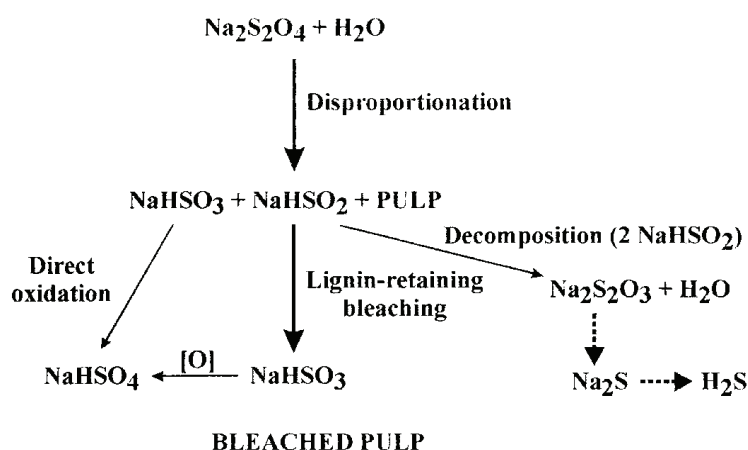 Na2S2O4 + H2O
Disproportionation
NaHSO3 + NaHSO2 + PULP
Decomposition (2 NaHSO2)
Direct
oxidation
Lignin-retaining
bleaching
Na2S2O3 + H2O
NaHSO4
[O]
NaHSO3
Na2S
H2S
BLEACHED PULP